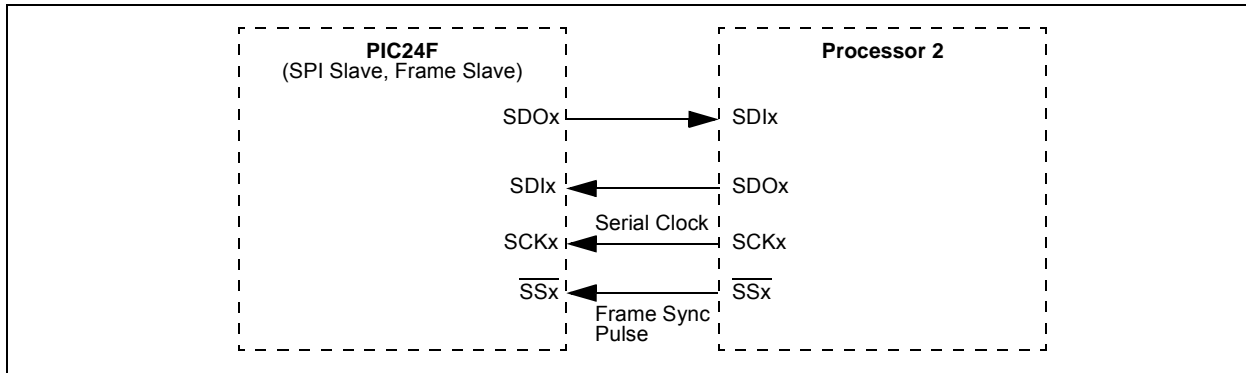 PIC24F
(SPI Slave, Frame Slave)
Processor 2
SDOx
SDIx
SDIx
SDOx
Serial Clock
SCKx
SCKx
SSx
SSx
Frame Sync
Pulse